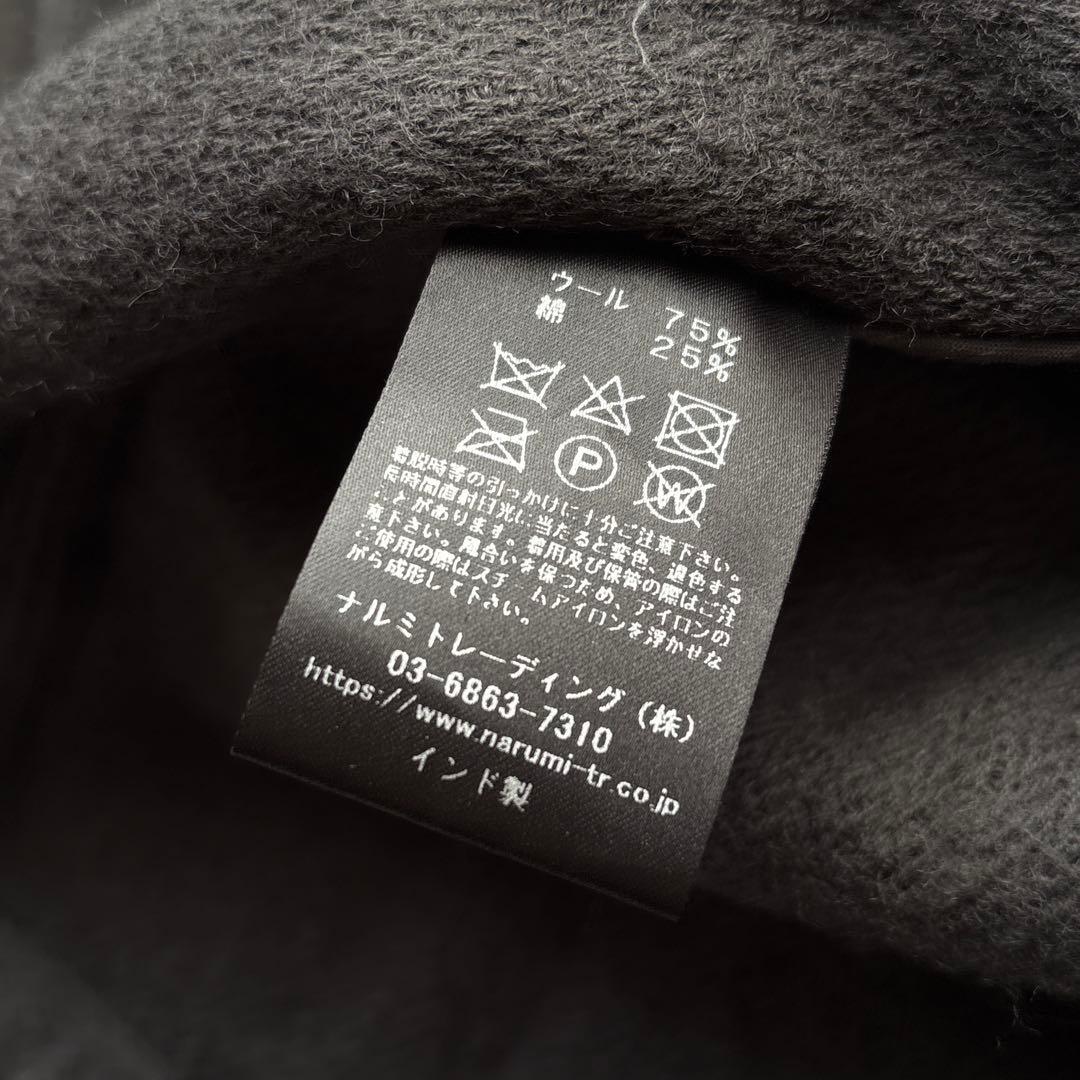 ウール 75%
綿 25%
P
W
着脱時等の引っかけに十分ご注意下さい。
長時間直射日光に当たると変色、退色する
ことがあります。着用及び保管の際はご注
意下さい。風合いを保つため、アイロンの
ご使用の際はスチームアイロンを浮かせな
がら成形して下さい。
ナルミトレーディング(株)
03-6863-7310
https://www.narumi-tr.co.jp
インド製